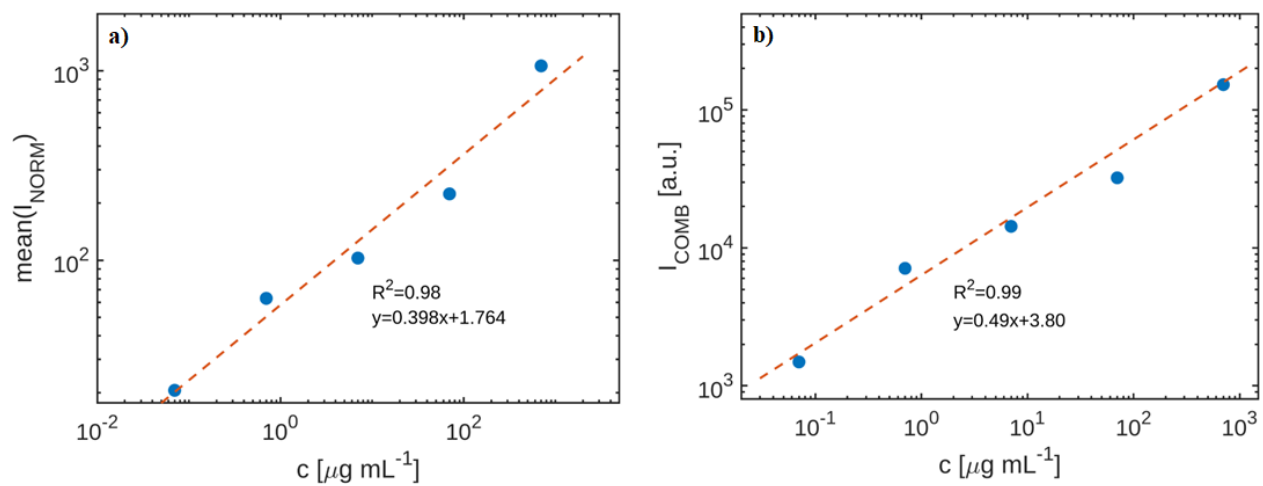 a)
10^3
10^2
mean(I_NORM)
R^2=0.98
y=0.398x+1.764
10^-2
10^0
10^2
c [μg mL^-1]
b)
10^5
10^4
10^3
I_COMB [a.u.]
R^2=0.99
y=0.49x+3.80
10^-1
10^0
10^1
10^2
10^3
c [μg mL^-1]